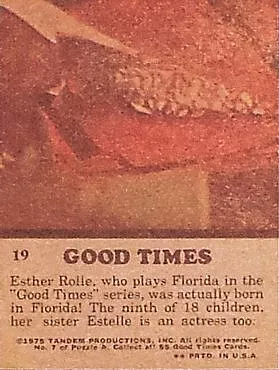 19 GOOD TIMES
Esther Rolle, who plays Florida in the
"Good Times" series, was actually born
in Florida! The ninth of 18 children,
her sister Estelle is an actress too.
©1975 TANDEM PRODUCTIONS, INC. All rights reserved.
No. 7 of Puzzle A. Collect all 55 Good Times Cards.
** PRTD. IN U.S.A.